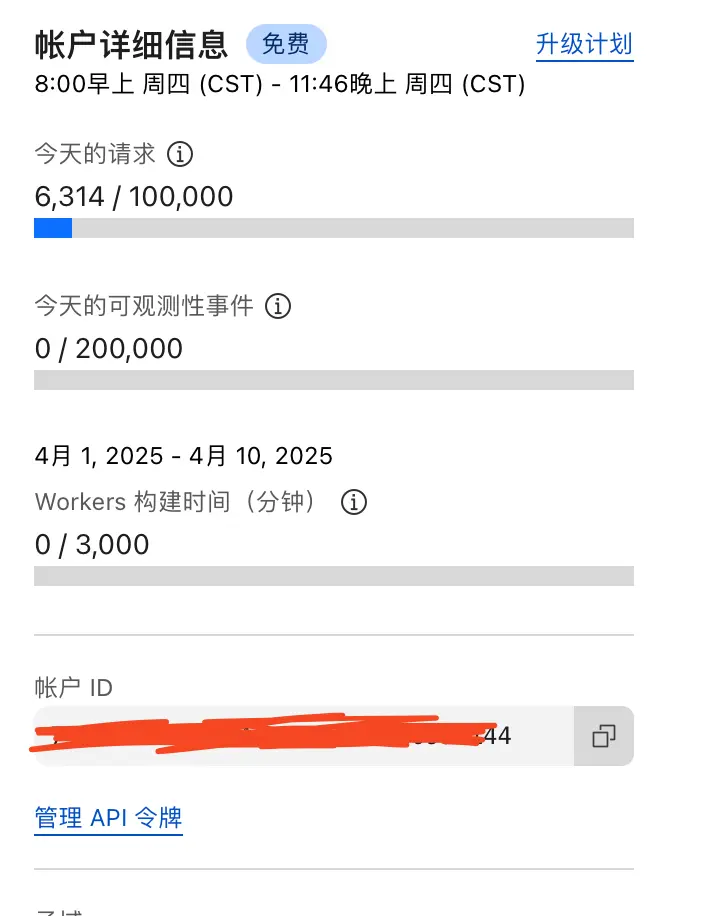 帐户详细信息 免费 升级计划
8:00早上 周四 (CST) - 11:46晚上 周四 (CST)
今天的请求
6,314 / 100,000
今天的可观测性事件
0 / 200,000
4月 1, 2025 - 4月 10, 2025
Workers 构建时间（分钟）
0 / 3,000
帐户 ID
44
管理 API 令牌